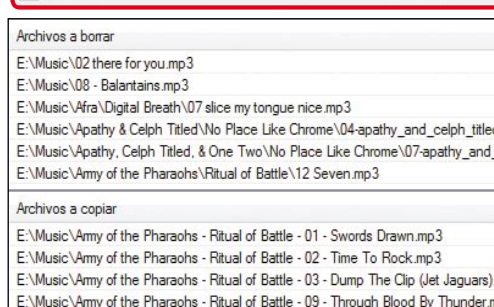 Archivos a borrar
E:\Music\02 there for you.mp3
E:\Music\08 - Balantains.mp3
E:\Music\Afra\Digital Breath\07 slice my tongue nice.mp3
E:\Music\Apathy & Celph Titled\No Place Like Chrome\04-apathy_and_celph_titled
E:\Music\Apathy, Celph Titled, & One Two\No Place Like Chrome\07-apathy_and_
E:\Music\Army of the Pharaohs\Ritual of Battle\12 Seven.mp3
Archivos a copiar
E:\Music\Army of the Pharaohs - Ritual of Battle - 01 - Swords Drawn.mp3
E:\Music\Army of the Pharaohs - Ritual of Battle - 02 - Time To Rock.mp3
E:\Music\Army of the Pharaohs - Ritual of Battle - 03 - Dump The Clip (Jet Jaguars)
E:\Music\Army of the Pharaohs - Ritual of Battle - 09 - Through Blood By Thunder.m